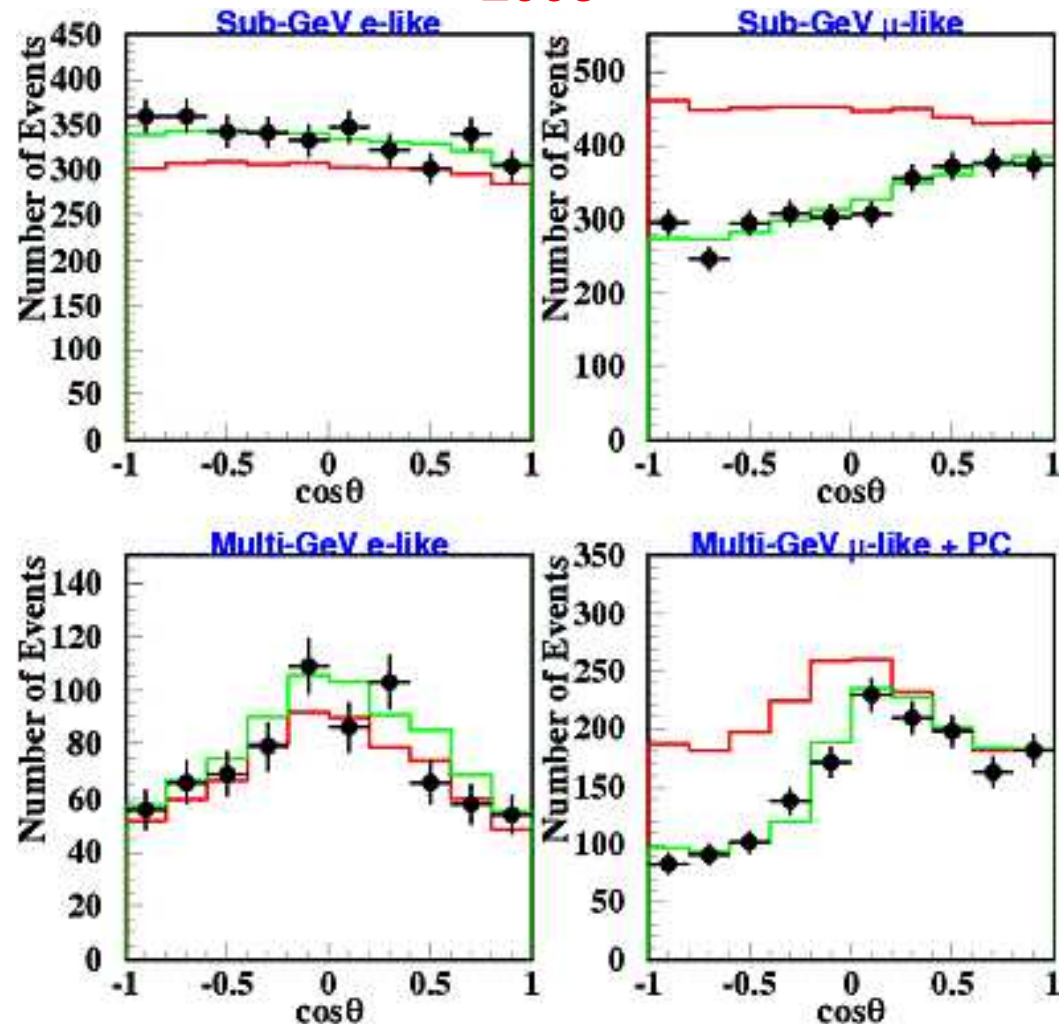 Sub-GeV e-like
Number of Events
450
400
350
300
250
200
150
100
50
0
-1 -0.5 0 0.5 1
cosθ
Sub-GeV μ-like
Number of Events
500
400
300
200
100
0
-1 -0.5 0 0.5 1
cosθ
Multi-GeV e-like
Number of Events
140
120
100
80
60
40
20
0
-1 -0.5 0 0.5 1
cosθ
Multi-GeV μ-like + PC
Number of Events
350
300
250
200
150
100
50
0
-1 -0.5 0 0.5 1
cosθ